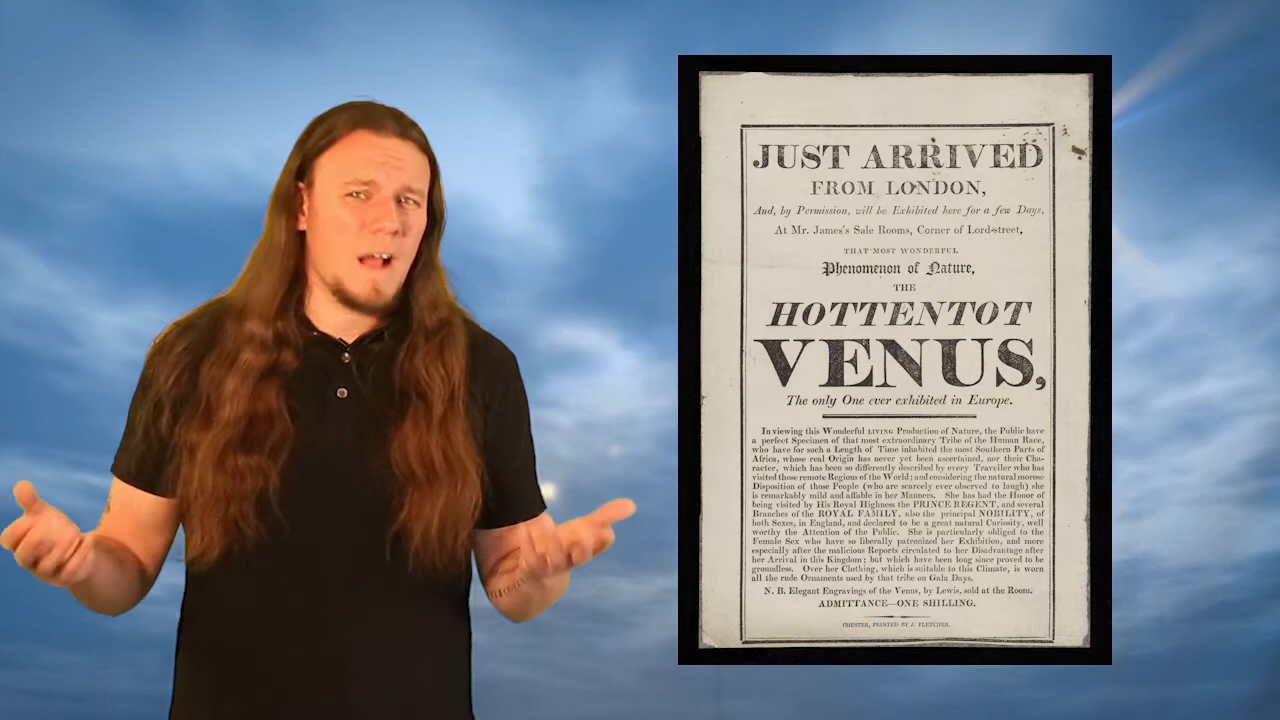 JUST ARRIVED
FROM LONDON,
And, by Permission, will be Exhibited here for a few Days,
At Mr. James's Sale Rooms, Corner of Lord-street,
THAT MOST WONDERFUL
Phenomenon of Nature,
THE
HOTTENTOT
VENUS,
The only One ever exhibited in Europe.
In viewing this Wonderful LIVING Production of Nature, the Public have
a perfect Specimen of that most extraordinary Tribe of the Human Race,
who have for such a Length of Time inhabited the most Southern Parts of
Africa, whose real Origin has never yet been ascertained, nor their Cha-
racter, which has been so differently described by every Traveller who has
visited those remote Regions of the World; and considering the natural morose
Disposition of those People (who are scarcely ever observed to laugh) she
is remarkably mild and affable in her Manners. She has had the Honor of
being visited by His Royal Highness the PRINCE REGENT, and several
Branches of the ROYAL FAMILY, also the principal NOBILITY, of
both Sexes, in England, and declared to be a great natural Curiosity, well
worthy the Attention of the Public. She is particularly obliged to the
Female Sex who have so liberally patronized her Exhibition, and more
especially after the malicious Reports circulated to her Disadvantage after
her Arrival in this Kingdom; but which have been long since proved to be
groundless. Over her Clothing, which is suitable to this Climate, is worn
all the rude Ornaments used by that tribe on Gala Days.
N. B. Elegant Engravings of the Venus, by Lewis, sold at the Room.
ADMITTANCE—ONE SHILLING.
CHESTER, PRINTED BY J. FLETCHER.